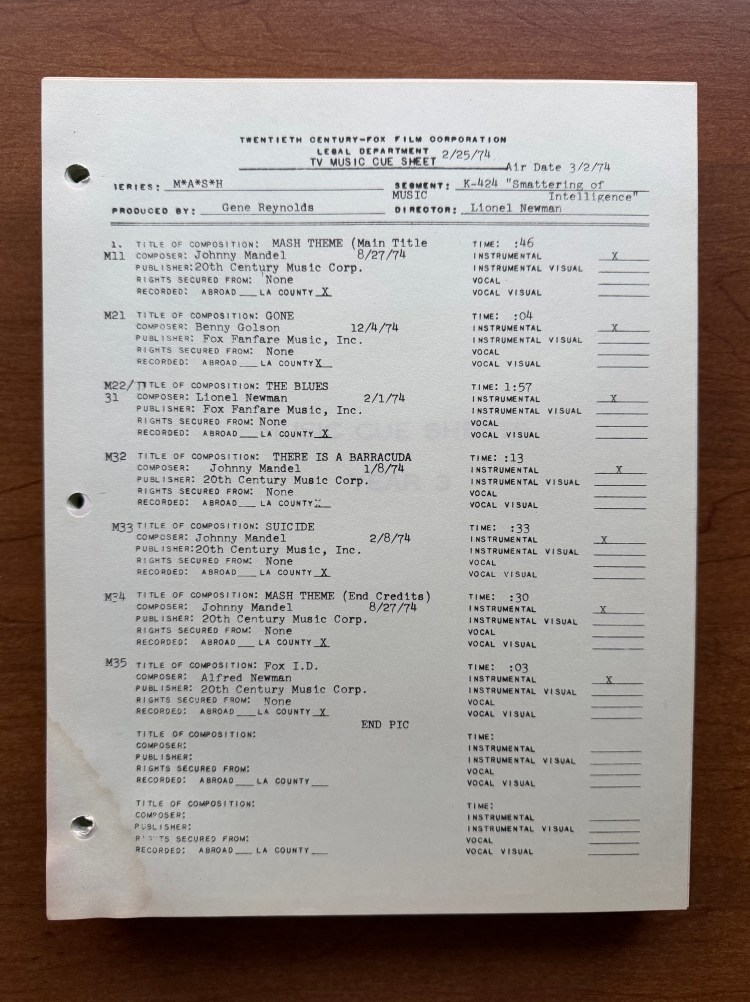 TWENTIETH CENTURY-FOX FILM CORPORATION
LEGAL DEPARTMENT 2/25/74
TV MUSIC CUE SHEET Air Date 3/2/74
SERIES: M*A*S*H SEGMENT: K-424 "Smattering of
MUSIC Intelligence"
PRODUCED BY: Gene Reynolds DIRECTOR: Lionel Newman
1. TITLE OF COMPOSITION: MASH THEME (Main Title TIME: :46
M11 COMPOSER: Johnny Mandel 8/27/74 INSTRUMENTAL X
PUBLISHER: 20th Century Music Corp. INSTRUMENTAL VISUAL
RIGHTS SECURED FROM: None VOCAL
RECORDED: ABROAD ___ LA COUNTY X VOCAL VISUAL
M21 TITLE OF COMPOSITION: GONE TIME: :04
COMPOSER: Benny Golson 12/4/74 INSTRUMENTAL X
PUBLISHER: Fox Fanfare Music, Inc. INSTRUMENTAL VISUAL
RIGHTS SECURED FROM: None VOCAL
RECORDED: ABROAD ___ LA COUNTY X VOCAL VISUAL
M22/ TITLE OF COMPOSITION: THE BLUES TIME: 1:57
31 COMPOSER: Lionel Newman 2/1/74 INSTRUMENTAL X
PUBLISHER: Fox Fanfare Music, Inc. INSTRUMENTAL VISUAL
RIGHTS SECURED FROM: None VOCAL
RECORDED: ABROAD ___ LA COUNTY X VOCAL VISUAL
M32 TITLE OF COMPOSITION: THERE IS A BARRACUDA TIME: :13
COMPOSER: Johnny Mandel 1/8/74 INSTRUMENTAL X
PUBLISHER: 20th Century Music Corp. INSTRUMENTAL VISUAL
RIGHTS SECURED FROM: None VOCAL
RECORDED: ABROAD ___ LA COUNTY X VOCAL VISUAL
M33 TITLE OF COMPOSITION: SUICIDE TIME: :33
COMPOSER: Johnny Mandel 2/8/74 INSTRUMENTAL X
PUBLISHER: 20th Century Music, Inc. INSTRUMENTAL VISUAL
RIGHTS SECURED FROM: None VOCAL
RECORDED: ABROAD ___ LA COUNTY X VOCAL VISUAL
M34 TITLE OF COMPOSITION: MASH THEME (End Credits) TIME: :30
COMPOSER: Johnny Mandel 8/27/74 INSTRUMENTAL X
PUBLISHER: 20th Century Music Corp. INSTRUMENTAL VISUAL
RIGHTS SECURED FROM: None VOCAL
RECORDED: ABROAD ___ LA COUNTY X VOCAL VISUAL
M35 TITLE OF COMPOSITION: Fox I.D. TIME: :03
COMPOSER: Alfred Newman INSTRUMENTAL X
PUBLISHER: 20th Century Music Corp. INSTRUMENTAL VISUAL
RIGHTS SECURED FROM: None VOCAL
RECORDED: ABROAD ___ LA COUNTY X VOCAL VISUAL
END PIC
TITLE OF COMPOSITION: TIME:
COMPOSER: INSTRUMENTAL
PUBLISHER: INSTRUMENTAL VISUAL
RIGHTS SECURED FROM: VOCAL
RECORDED: ABROAD ___ LA COUNTY ___ VOCAL VISUAL
TITLE OF COMPOSITION: TIME:
COMPOSER: INSTRUMENTAL
PUBLISHER: INSTRUMENTAL VISUAL
RIGHTS SECURED FROM: VOCAL
RECORDED: ABROAD ___ LA COUNTY ___ VOCAL VISUAL